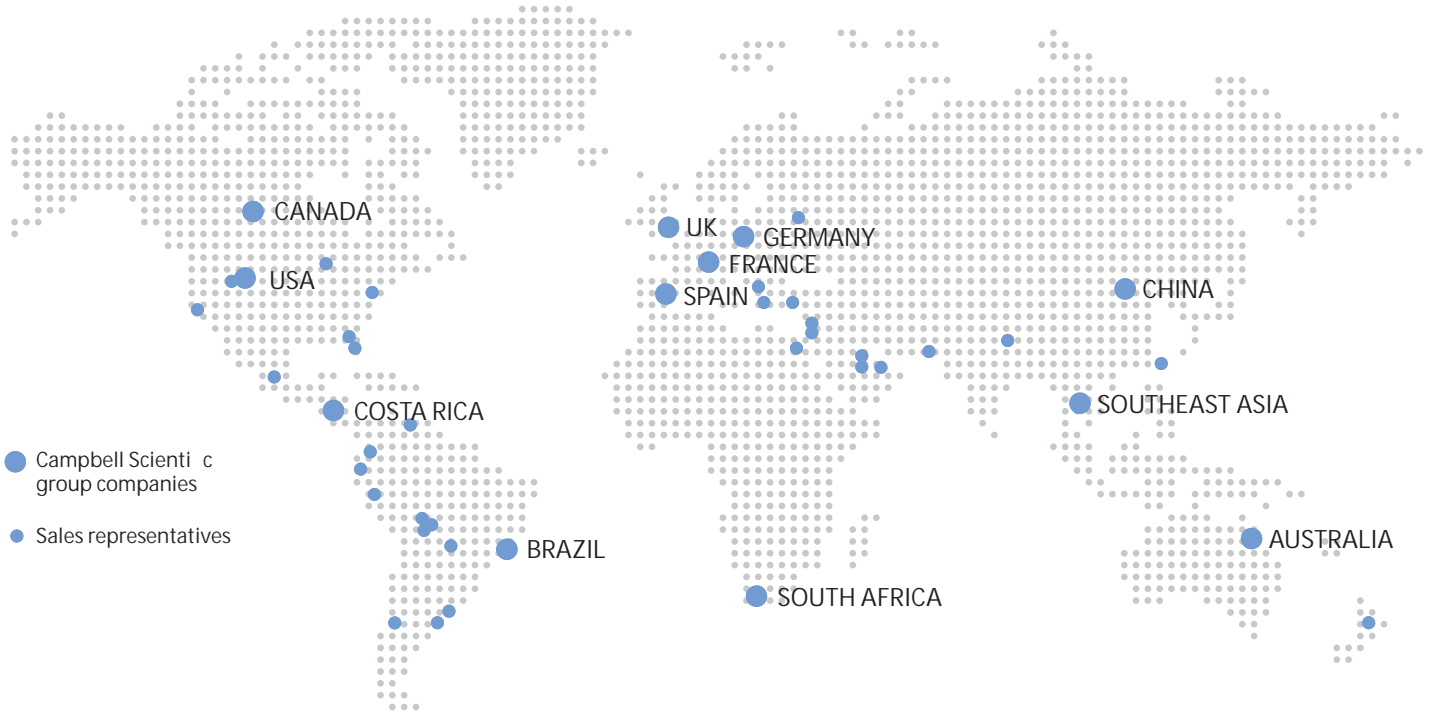 CANADA
UK
GERMANY
FRANCE
USA
SPAIN
CHINA
COSTA RICA
SOUTHEAST ASIA
Campbell Scienti c
group companies
Sales representatives
BRAZIL
AUSTRALIA
SOUTH AFRICA